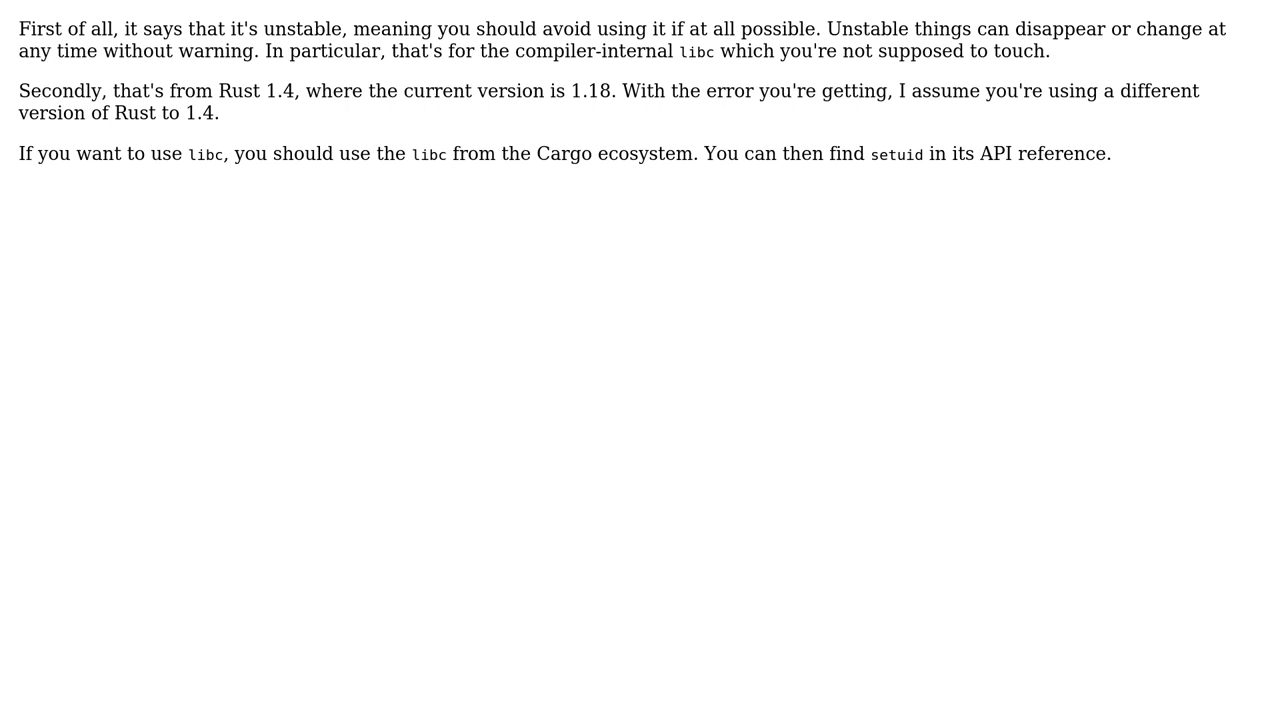 First of all, it says that it's unstable, meaning you should avoid using it if at all possible. Unstable things can disappear or change at
any time without warning. In particular, that's for the compiler-internal libc which you're not supposed to touch.
Secondly, that's from Rust 1.4, where the current version is 1.18. With the error you're getting, I assume you're using a different
version of Rust to 1.4.
If you want to use libc, you should use the libc from the Cargo ecosystem. You can then find setuid in its API reference.